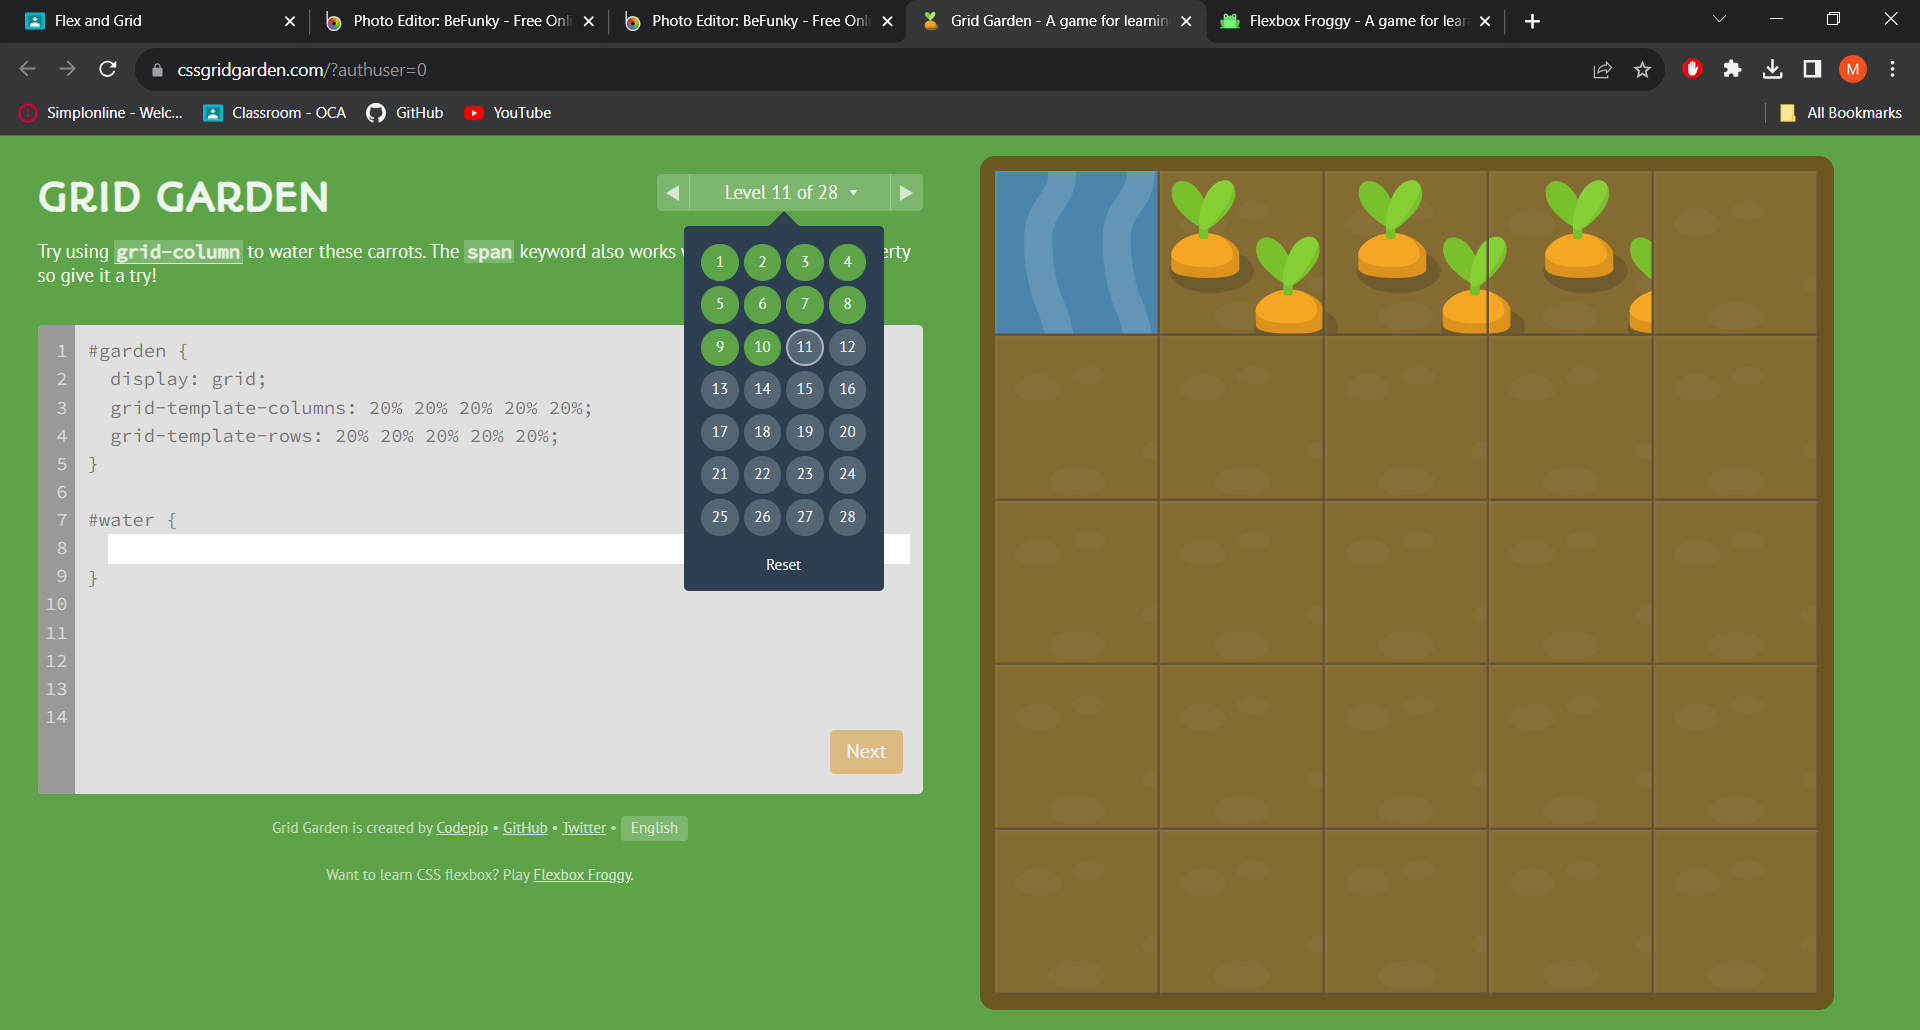 Flex and Grid
Photo Editor: BeFunky - Free Onli
Photo Editor: BeFunky - Free Onli
Grid Garden - A game for learnin
Flexbox Froggy - A game for lear
cssgridgarden.com/?authuser=0
M
Simplonline - Welc...
Classroom - OCA
GitHub
YouTube
All Bookmarks
GRID GARDEN
Level 11 of 28
Try using grid-column to water these carrots. The span keyword also works
erty
so give it a try!
1 2 3 4
5 6 7 8
9 10 11 12
13 14 15 16
17 18 19 20
21 22 23 24
25 26 27 28
Reset
1 #garden {
2 display: grid;
3 grid-template-columns: 20% 20% 20% 20% 20%;
4 grid-template-rows: 20% 20% 20% 20% 20%;
5 }
6
7 #water {
8
9 }
10
11
12
13
14
Next
Grid Garden is created by Codepip • GitHub • Twitter • English
Want to learn CSS flexbox? Play Flexbox Froggy.